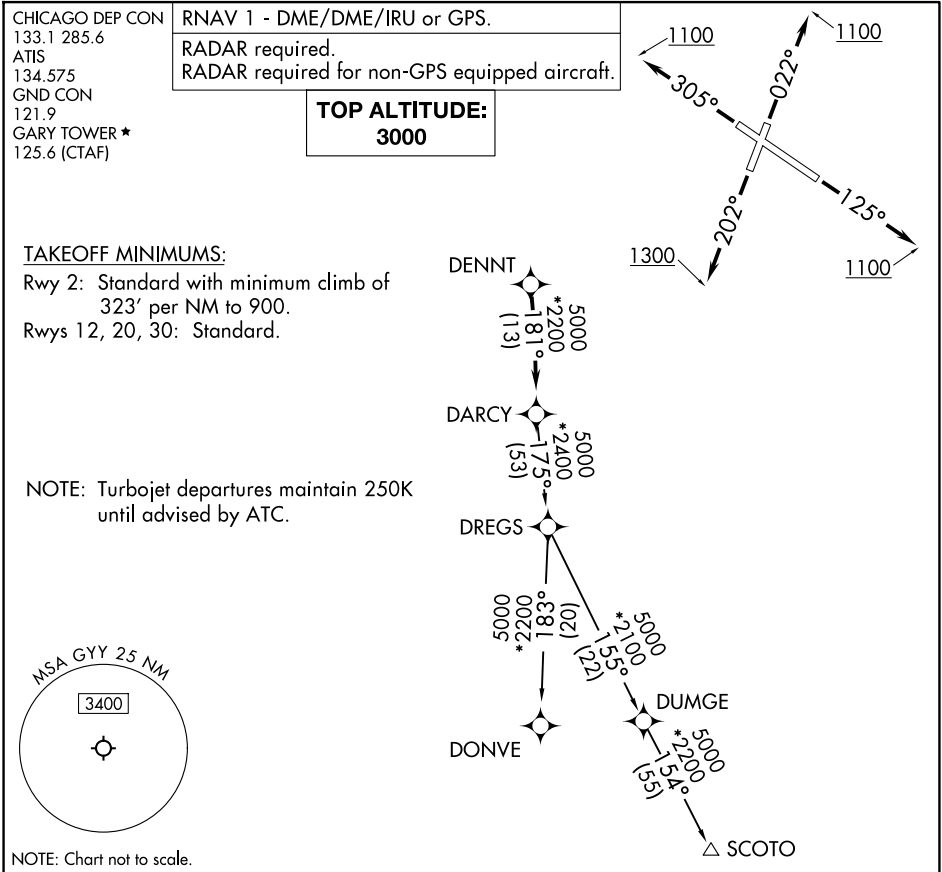 CHICAGO DEP CON
133.1 285.6
ATIS
134.575
GND CON
121.9
GARY TOWER ★
125.6 (CTAF)
RNAV 1 - DME/DME/IRU or GPS.
RADAR required.
RADAR required for non-GPS equipped aircraft.
TOP ALTITUDE:
3000
1100
1100
305°
022°
202°
125°
1300
1100
TAKEOFF MINIMUMS:
Rwy 2: Standard with minimum climb of
323' per NM to 900.
Rwys 12, 20, 30: Standard.
DENNT
5000
*2200
181°
(13)
DARCY
5000
*2400
175°
(53)
NOTE: Turbojet departures maintain 250K
until advised by ATC.
DREGS
5000
*2200
183°
(20)
5000
*2100
155°
(22)
DONVE
DUMGE
5000
*2200
154°
(55)
SCOTO
MSA GYY 25 NM
3400
NOTE: Chart not to scale.